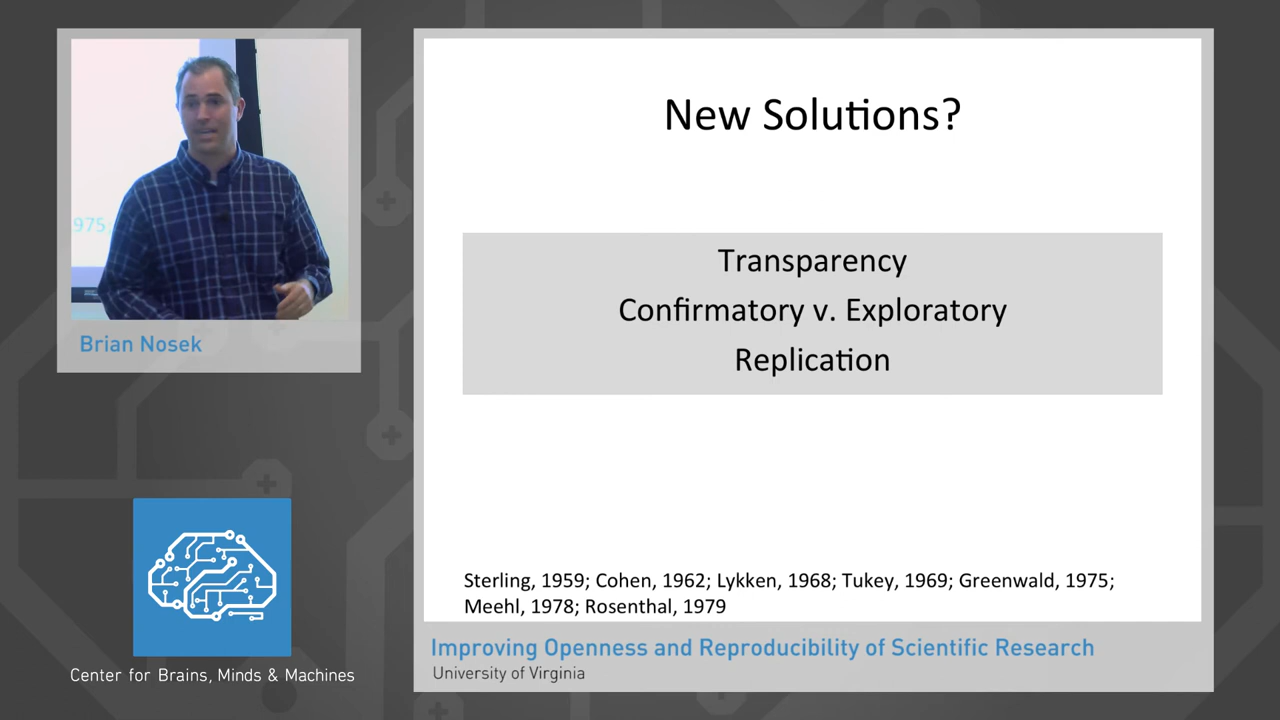 975;
Brian Nosek
Center for Brains, Minds & Machines
New Solutions?
Transparency
Confirmatory v. Exploratory
Replication
Sterling, 1959; Cohen, 1962; Lykken, 1968; Tukey, 1969; Greenwald, 1975;
Meehl, 1978; Rosenthal, 1979
Improving Openness and Reproducibility of Scientific Research
University of Virginia